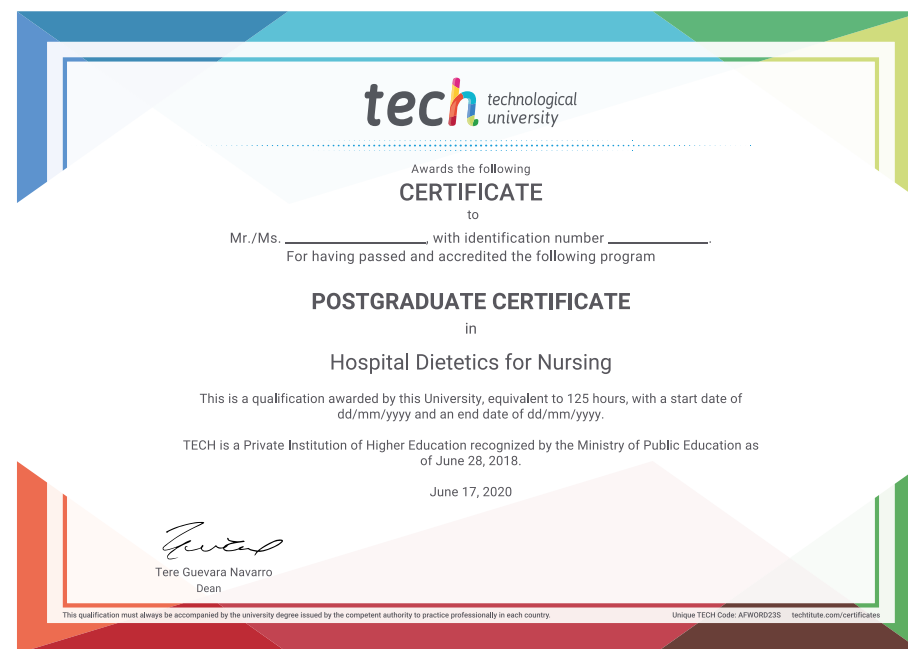 tech technological
university
Awards the following
CERTIFICATE
to
Mr./Ms. ____________, with identification number ____________.
For having passed and accredited the following program
POSTGRADUATE CERTIFICATE
in
Hospital Dietetics for Nursing
This is a qualification awarded by this University, equivalent to 125 hours, with a start date of
dd/mm/yyyy and an end date of dd/mm/yyyy.
TECH is a Private Institution of Higher Education recognized by the Ministry of Public Education as
of June 28, 2018.
June 17, 2020
Tere Guevara Navarro
Dean
This qualification must always be accompanied by the university degree issued by the competent authority to practice professionally in each country. Unique TECH Code: AFWORD23S techtitute.com/certificates